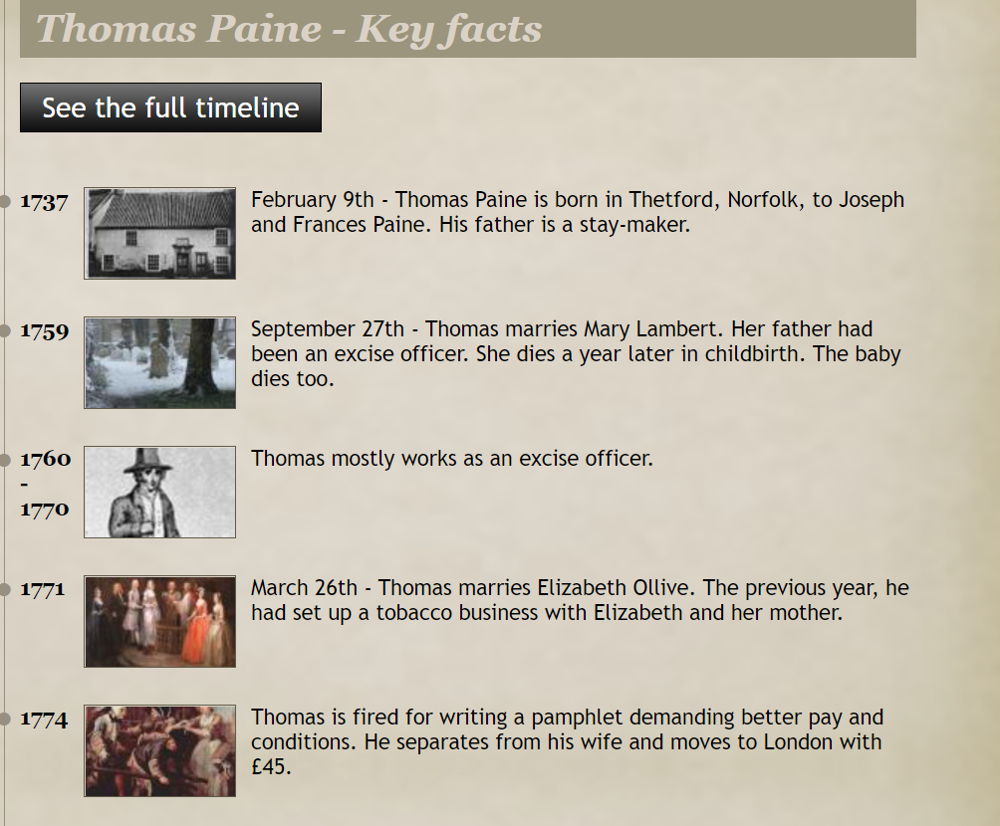 Thomas Paine - Key facts
See the full timeline
1737
February 9th - Thomas Paine is born in Thetford, Norfolk, to Joseph
and Frances Paine. His father is a stay-maker.
1759
September 27th - Thomas marries Mary Lambert. Her father had
been an excise officer. She dies a year later in childbirth. The baby
dies too.
1760
-
1770
Thomas mostly works as an excise officer.
1771
March 26th - Thomas marries Elizabeth Ollive. The previous year, he
had set up a tobacco business with Elizabeth and her mother.
1774
Thomas is fired for writing a pamphlet demanding better pay and
conditions. He separates from his wife and moves to London with
£45.